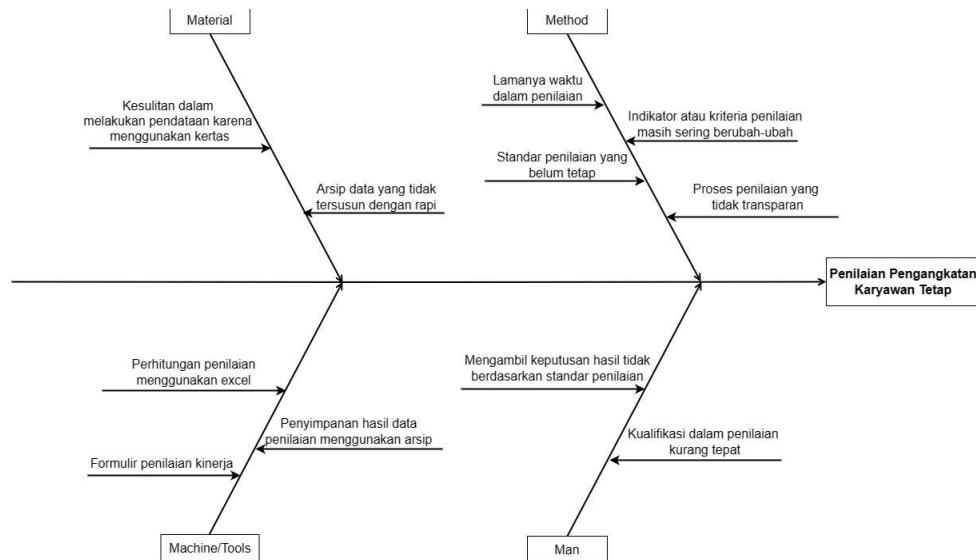 Material
Method
Lamanya waktu
dalam penilaian
Kesulitan dalam
melakukan pendataan karena
menggunakan kertas
Indikator atau kriteria penilaian
masih sering berubah-ubah
Standar penilaian yang
belum tetap
Arsip data yang tidak
tersusun dengan rapi
Proses penilaian yang
tidak transparan
Penilaian Pengangkatan
Karyawan Tetap
Perhitungan penilaian
menggunakan excel
Mengambil keputusan hasil tidak
berdasarkan standar penilaian
Penyimpanan hasil data
penilaian menggunakan arsip
Kualifikasi dalam penilaian
kurang tepat
Formulir penilaian kinerja
Machine/Tools
Man